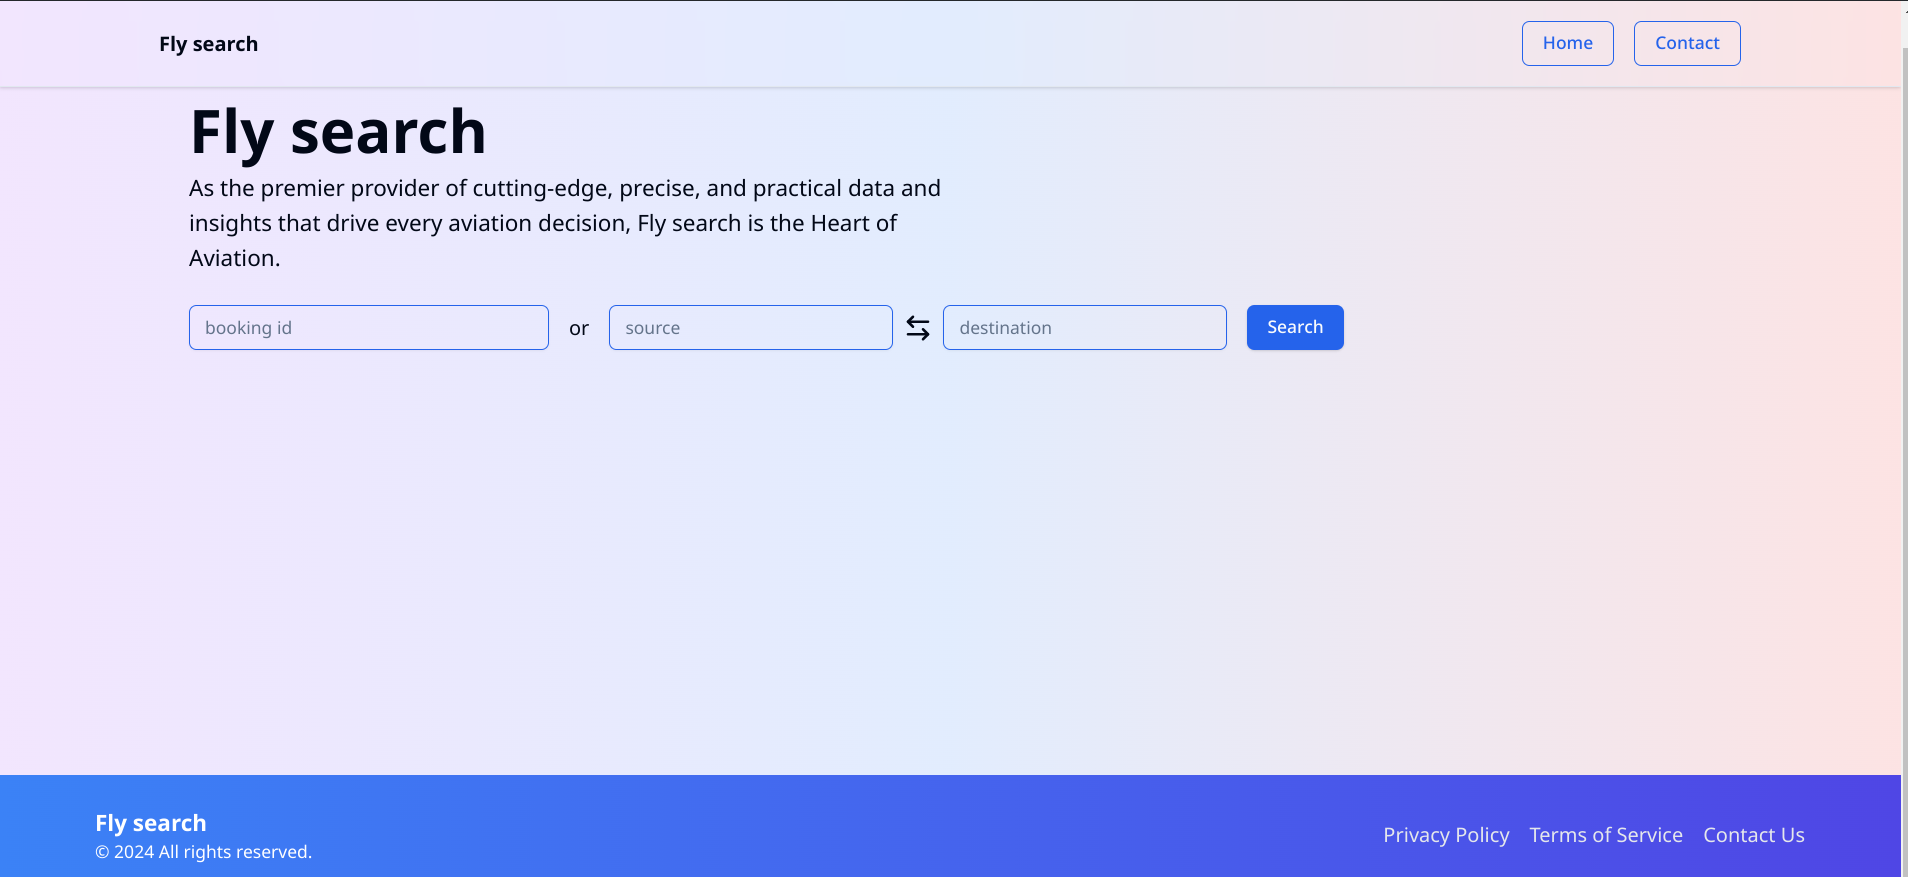 Fly search
Home
Contact
Fly search
As the premier provider of cutting-edge, precise, and practical data and
insights that drive every aviation decision, Fly search is the Heart of
Aviation.
booking id
or
source
destination
Search
Fly search
© 2024 All rights reserved.
Privacy Policy
Terms of Service
Contact Us